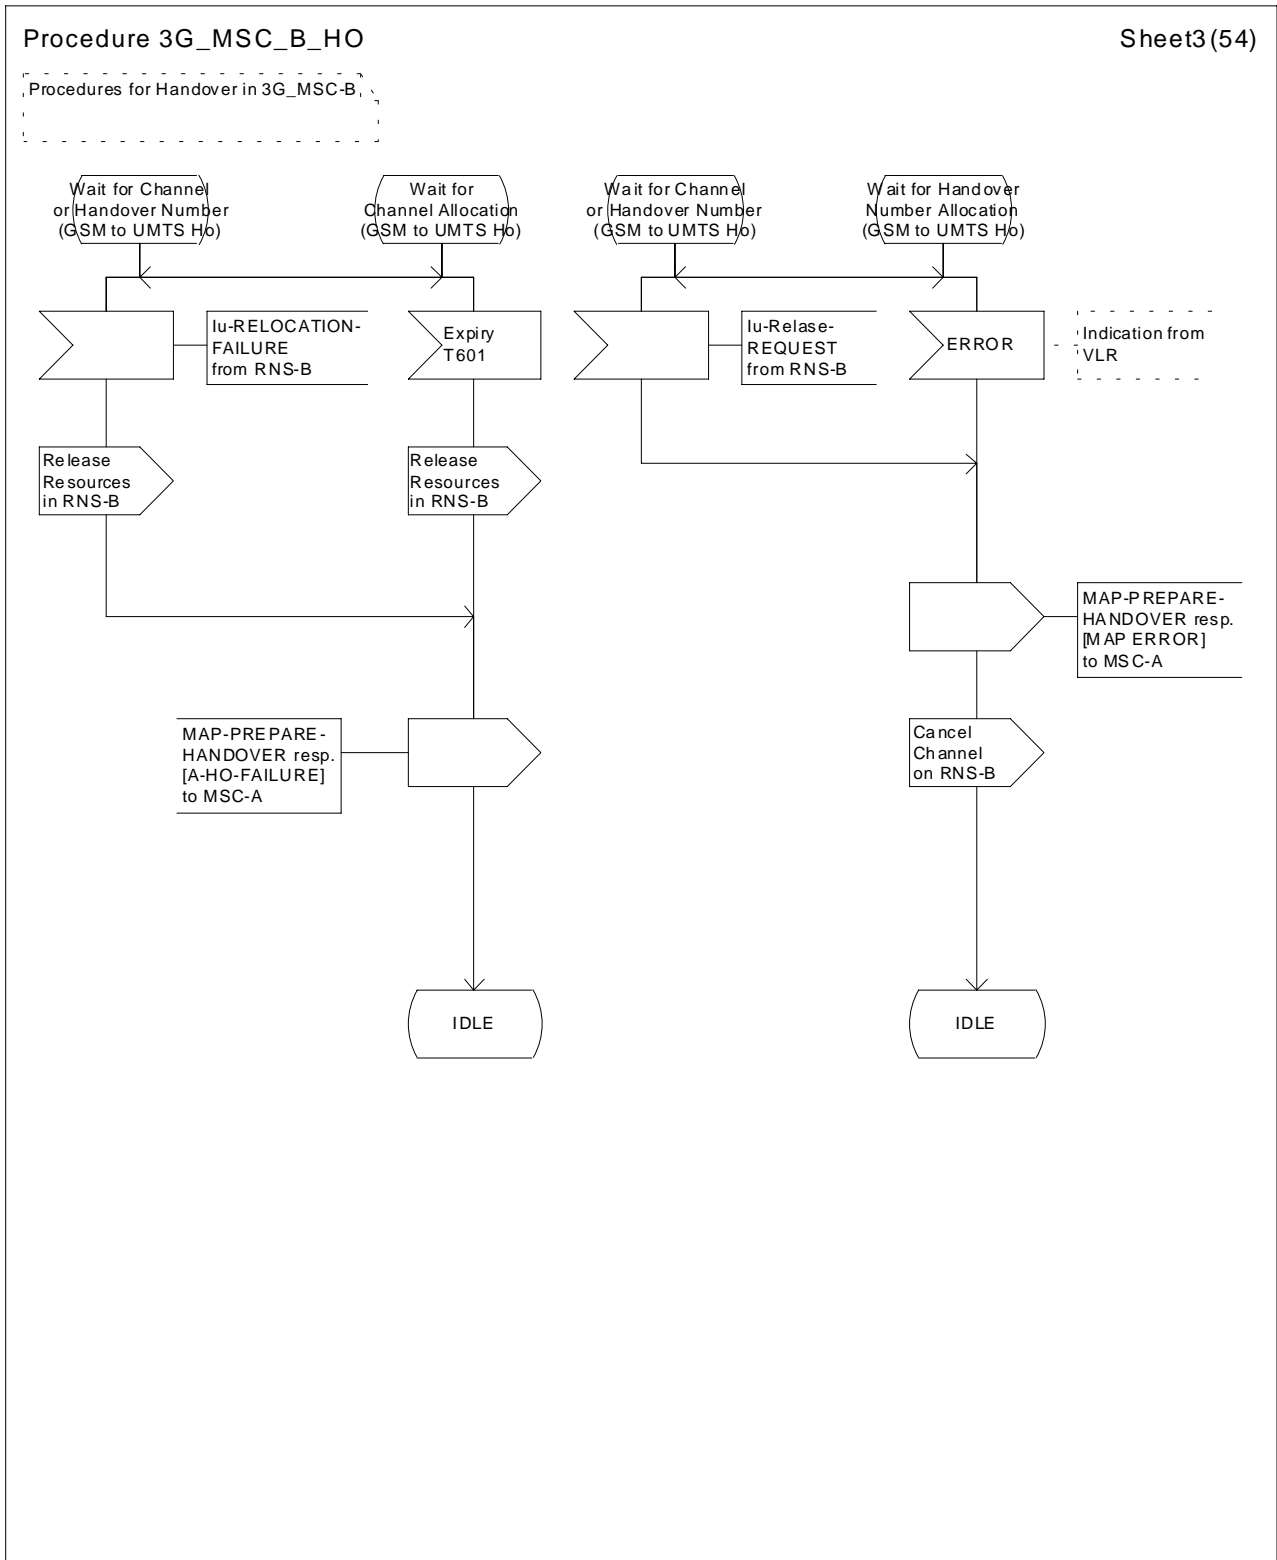 Procedure 3G_MSC_B_HO
Sheet3(54)
Procedures for Handover in 3G_MSC-B
Wait for Channel
or Handover Number
(GSM to UMTS Ho)
Wait for
Channel Allocation
(GSM to UMTS Ho)
Wait for Channel
or Handover Number
(GSM to UMTS Ho)
Wait for Handover
Number Allocation
(GSM to UMTS Ho)
Iu-RELOCATION-
FAILURE
from RNS-B
Expiry
T601
Iu-Relase-
REQUEST
from RNS-B
ERROR
Indication from
VLR
Release
Resources
in RNS-B
Release
Resources
in RNS-B
MAP-PREPARE-
HANDOVER resp.
[MAP ERROR]
to MSC-A
MAP-PREPARE-
HANDOVER resp.
[A-HO-FAILURE]
to MSC-A
Cancel
Channel
on RNS-B
IDLE
IDLE